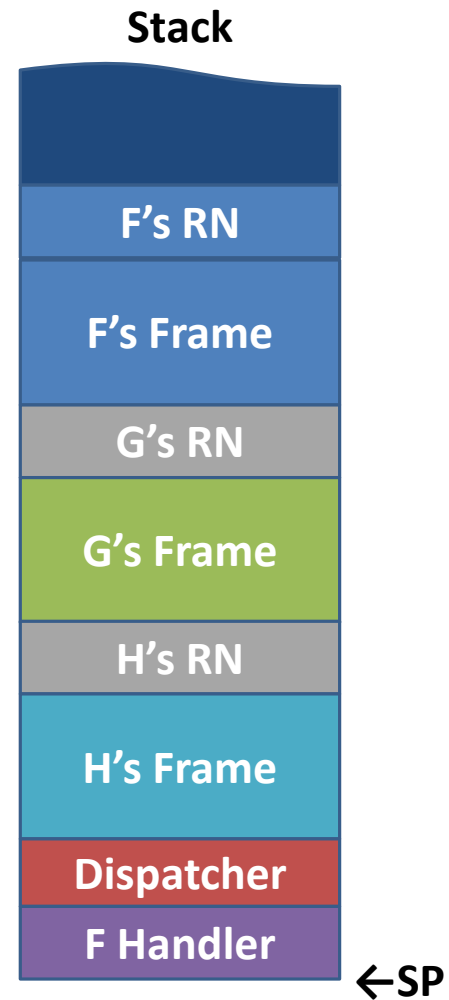 Stack
F’s RN
F’s Frame
G’s RN
G’s Frame
H’s RN
H’s Frame
Dispatcher
F Handler
←SP